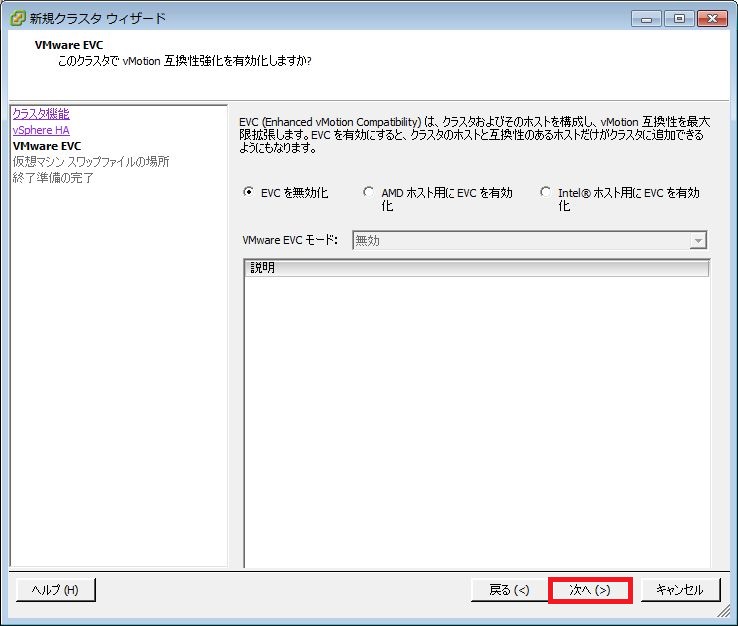 新規クラスタ ウィザード
VMware EVC
このクラスタで vMotion 互換性強化を有効化しますか?
クラスタ機能
vSphere HA
VMware EVC
仮想マシン スワップファイルの場所
終了準備の完了
EVC (Enhanced vMotion Compatibility) は、クラスタおよびそのホストを構成し、vMotion 互換性を最大
限拡張します。EVC を有効にすると、クラスタのホストと互換性のあるホストだけがクラスタに追加できる
ようにもなります。
EVC を無効化
AMD ホスト用に EVC を有効
化
Intel® ホスト用に EVC を有効
化
VMware EVC モード:
無効
説明
ヘルプ (H)
戻る (<)
次へ (>)
キャンセル